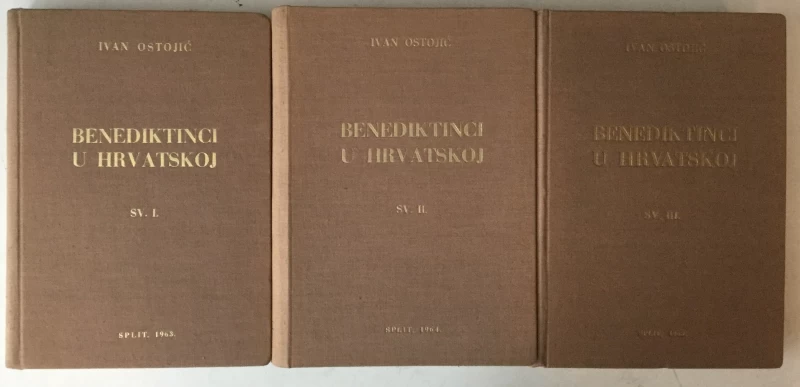 IVAN OSTOJIĆ
BENEDIKTINCI
U HRVATSKOJ
SV. I.
SPLIT, 1963.
IVAN OSTOJIĆ
BENEDIKTINCI
U HRVATSKOJ
SV. II.
SPLIT, 1964.
IVAN OSTOJIĆ
BENEDIKTINCI
U HRVATSKOJ
SV. III.
SPLIT,